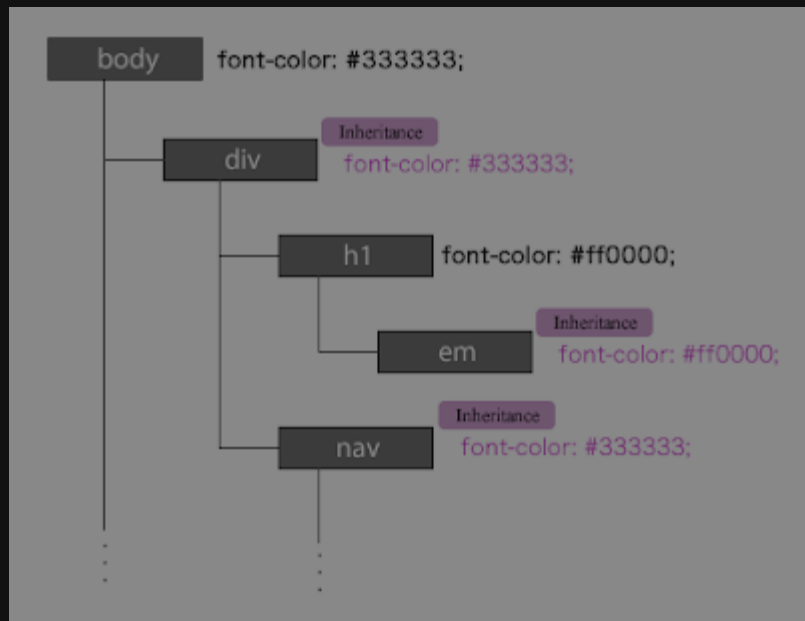 body font-color: #333333;
Inheritance
div font-color: #333333;
h1 font-color: #ff0000;
Inheritance
em font-color: #ff0000;
Inheritance
nav font-color: #333333;